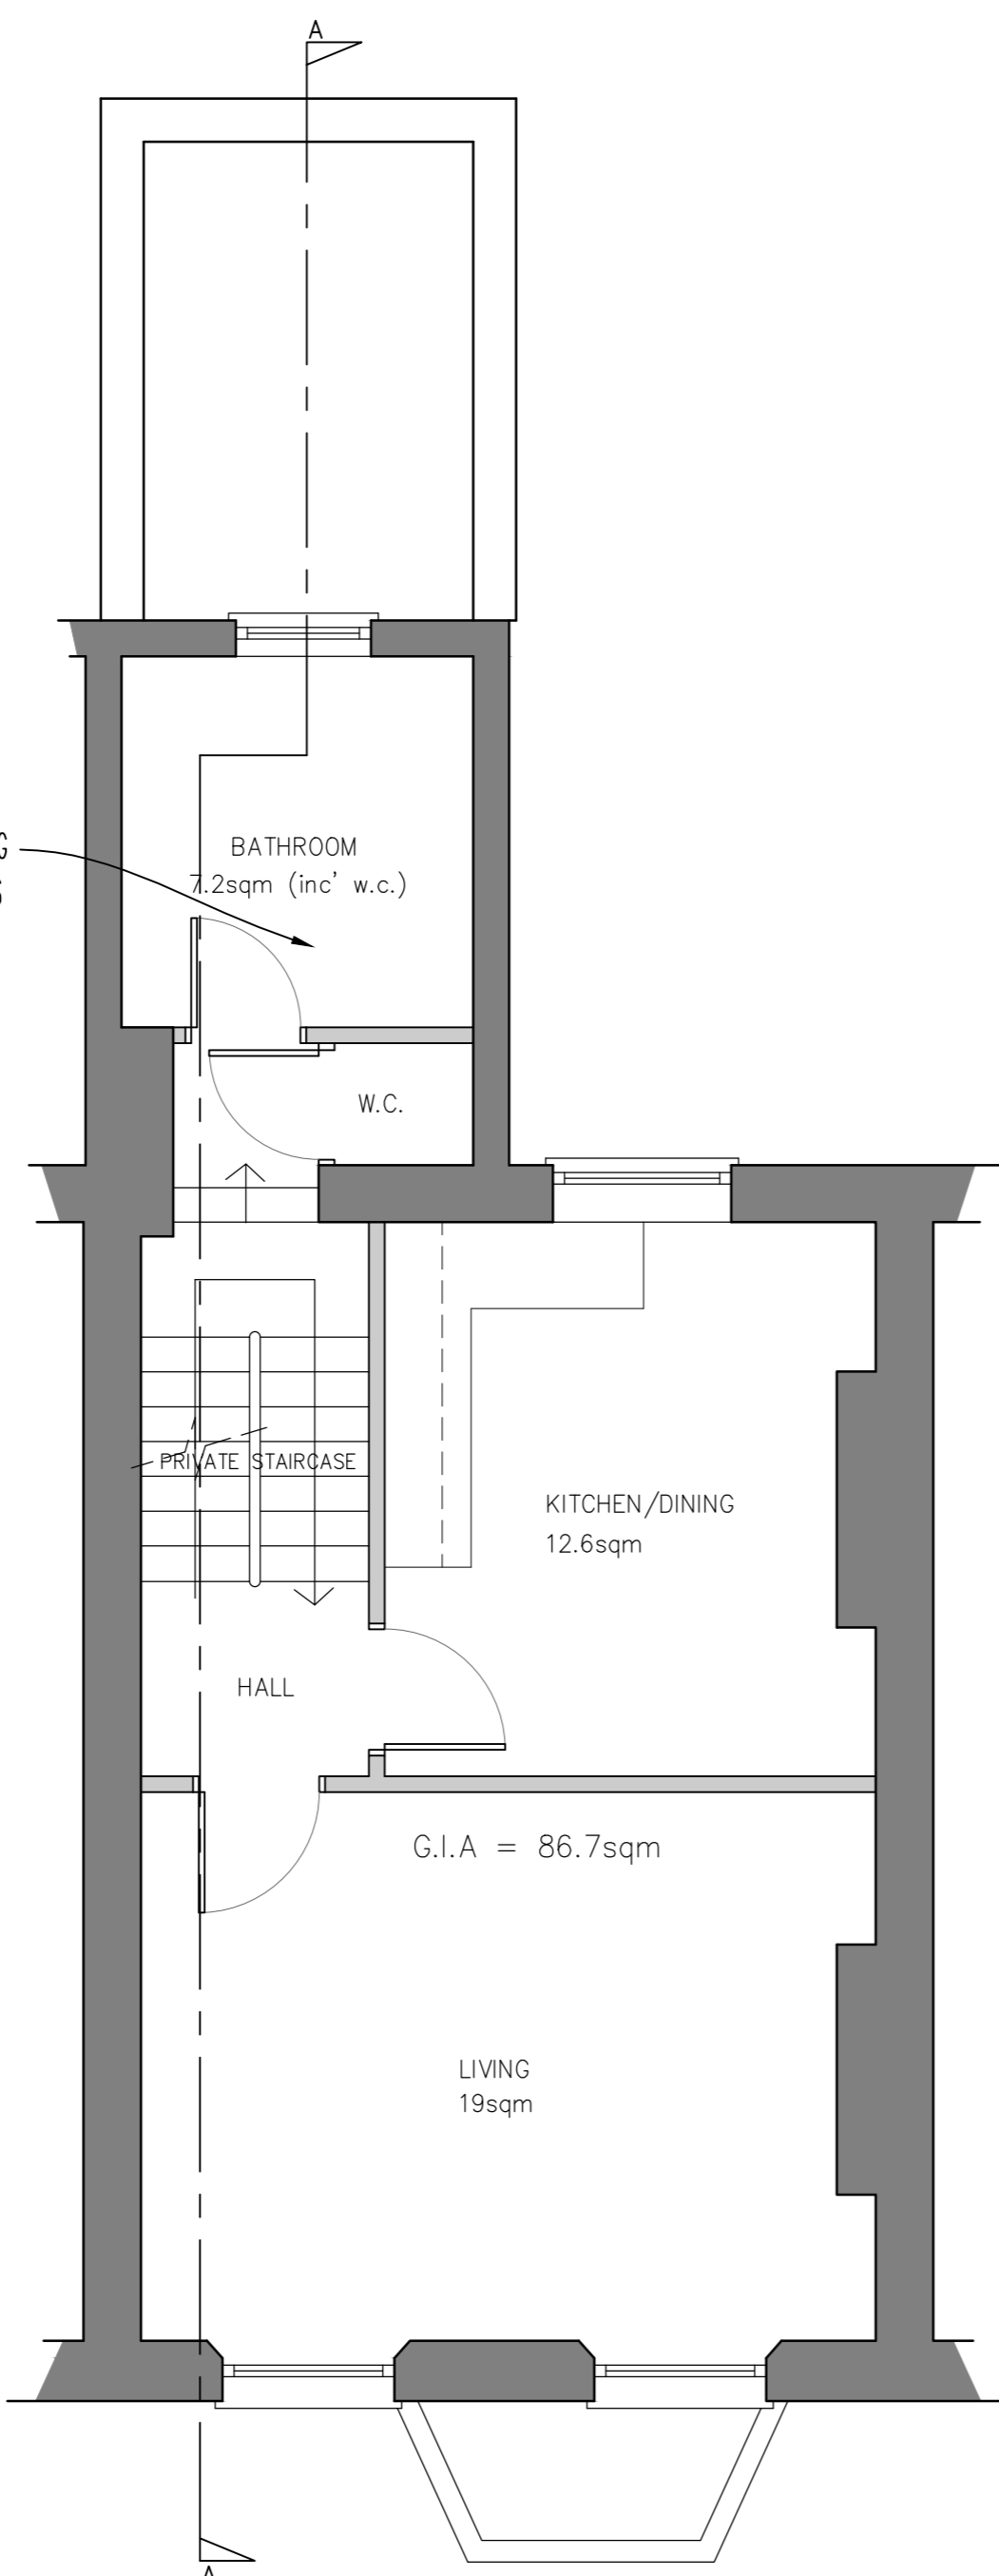 A
BATHROOM
7.2sqm (inc' w.c.)
W.C.
PRIVATE STAIRCASE
KITCHEN/DINING
12.6sqm
HALL
G.I.A = 86.7sqm
LIVING
19sqm
A